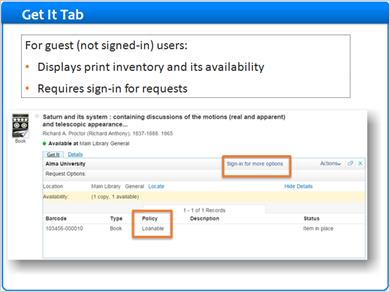 Get It Tab
For guest (not signed-in) users:
• Displays print inventory and its availability
• Requires sign-in for requests
Saturn and its system : containing discussions of the motions (real and apparent)
and telescopic appearance...
Richard A. Proctor (Richard Anthony), 1837-1888. 1865
Available at Main Library General
Book
Get It Details
Alma University Sign-in for more options Actions
Request Options:
Location Main Library General Locate Hide Details
Availability: (1 copy, 1 available)
1 - 1 of 1 Records
Barcode Type Policy Description Status
103456-000010 Book Loanable Item in place